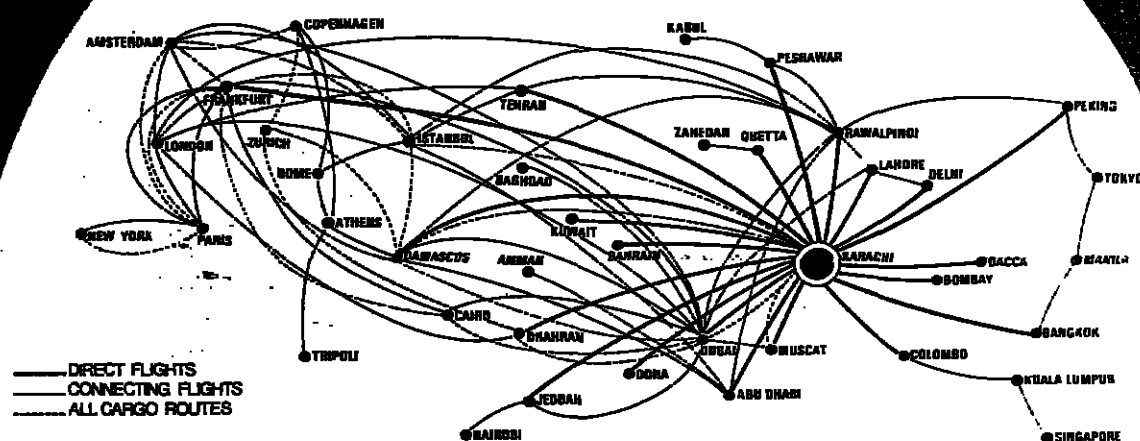 COPENHAGEN
AMSTERDAM
KABUL
PESHAWAR
FRANKFURT
TEHRAN
PEKING
LONDON
ZURICH
ISTANBUL
ZAHEDAN
QUETTA
RAWALPINDI
LAHORE
DELHI
ROME
BAGHDAD
TOKYO
NEW YORK
PARIS
ATHENS
KUWAIT
DAMASCUS
AMMAN
BAHRAIN
KARACHI
DACCA
MANILA
BOMBAY
CAIRO
DHAHRAN
DUBAI
MUSCAT
BANGKOK
TRIPOLI
DOHA
COLOMBO
KUALA LUMPUR
ABU DHABI
JEDDAH
NAIROBI
SINGAPORE
DIRECT FLIGHTS
CONNECTING FLIGHTS
ALL CARGO ROUTES